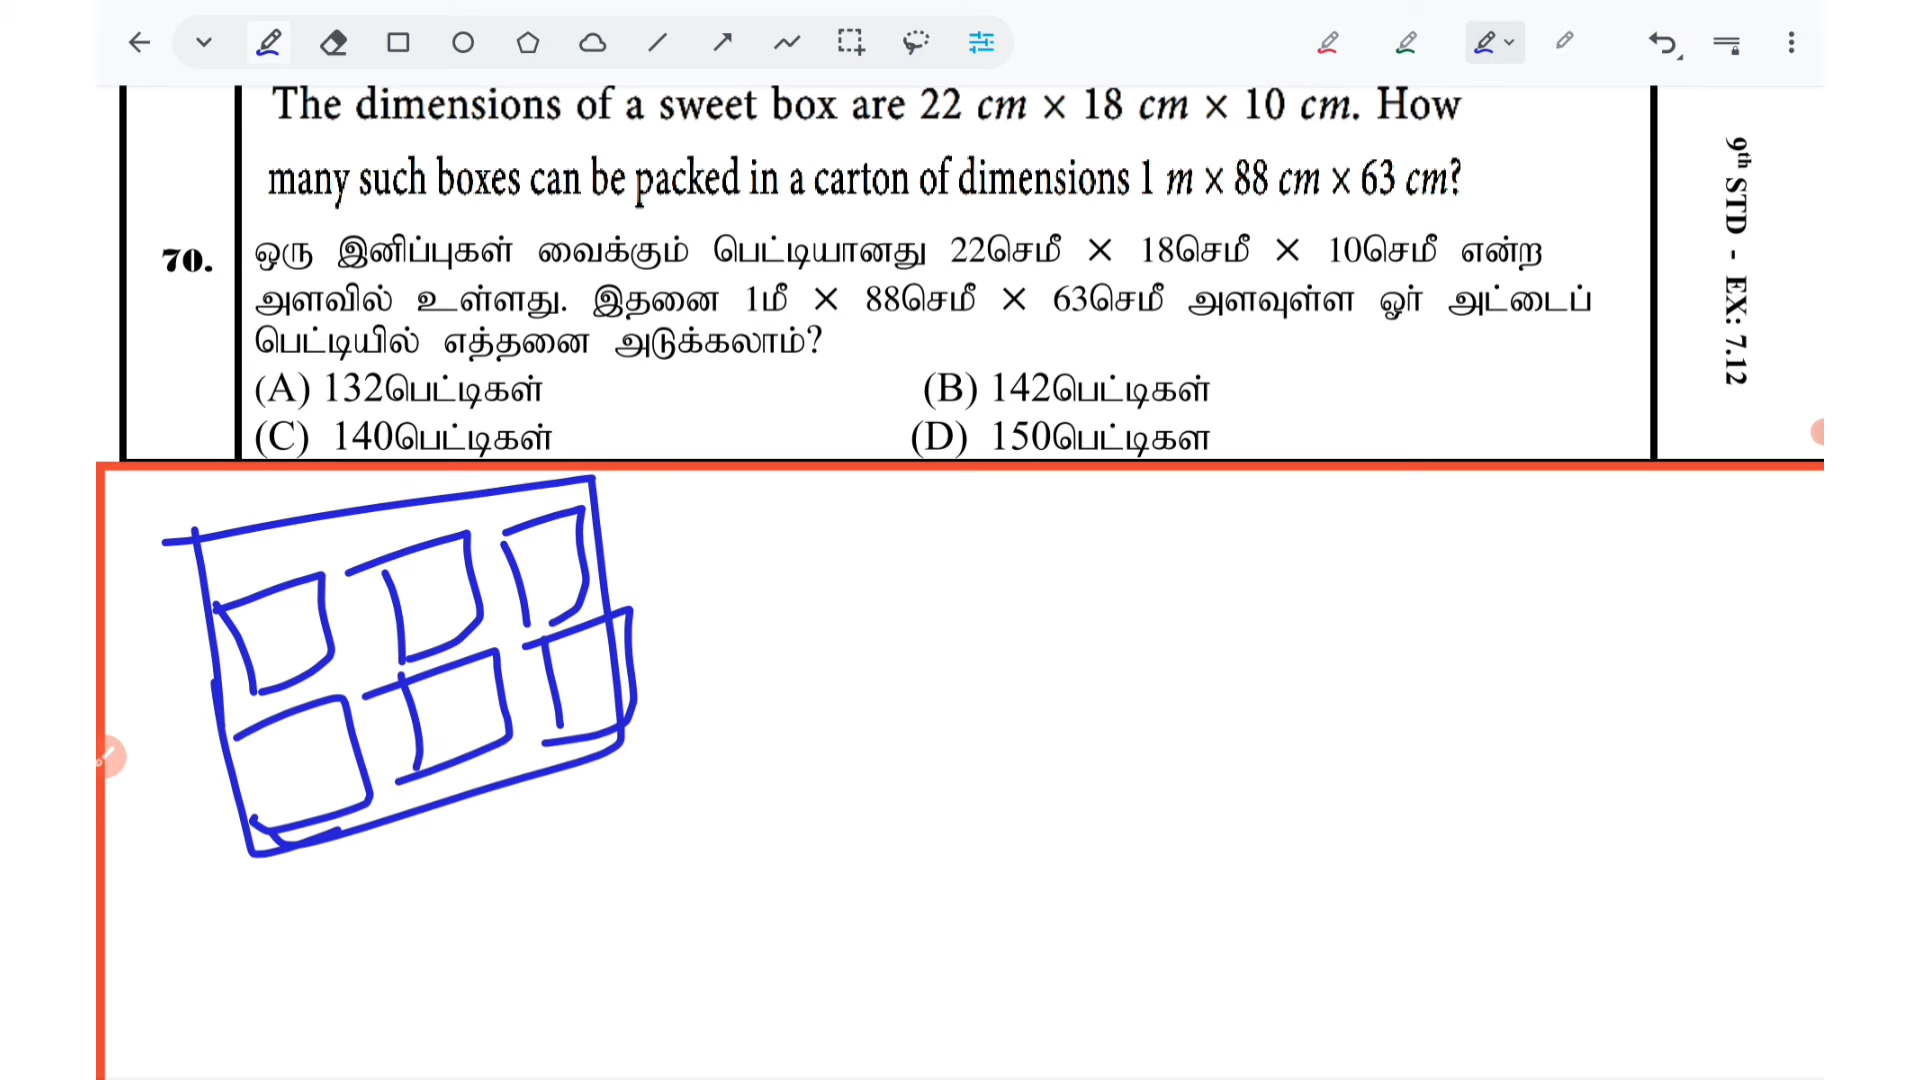 The dimensions of a sweet box are 22 cm × 18 cm × 10 cm. How
many such boxes can be packed in a carton of dimensions 1 m × 88 cm × 63 cm?
70.
ஒரு இனிப்புகள் வைக்கும் பெட்டியானது 22செமீ × 18செமீ × 10செமீ என்ற
அளவில் உள்ளது. இதனை 1மீ × 88செமீ × 63செமீ அளவுள்ள ஓர் அட்டைப்
பெட்டியில் எத்தனை அடுக்கலாம்?
(A) 132பெட்டிகள் (B) 142பெட்டிகள்
(C) 140பெட்டிகள் (D) 150பெட்டிகள
9th STD - EX: 7.12